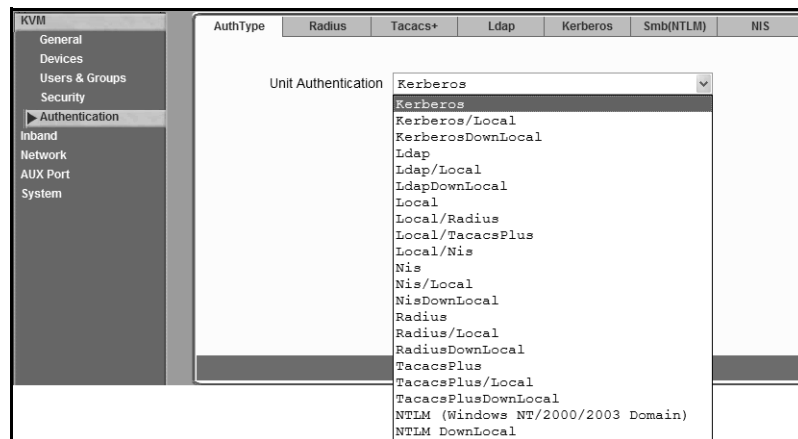 KVM
General
Devices
Users & Groups
Security
Authentication
Inband
Network
AUX Port
System
AuthType Radius Tacacs+ Ldap Kerberos Smb(NTLM) NIS
Unit Authentication Kerberos
Kerberos
Kerberos/Local
KerberosDownLocal
Ldap
Ldap/Local
LdapDownLocal
Local
Local/Radius
Local/TacacsPlus
Local/Nis
Nis
Nis/Local
NisDownLocal
Radius
Radius/Local
RadiusDownLocal
TacacsPlus
TacacsPlus/Local
TacacsPlusDownLocal
NTLM (Windows NT/2000/2003 Domain)
NTLM DownLocal